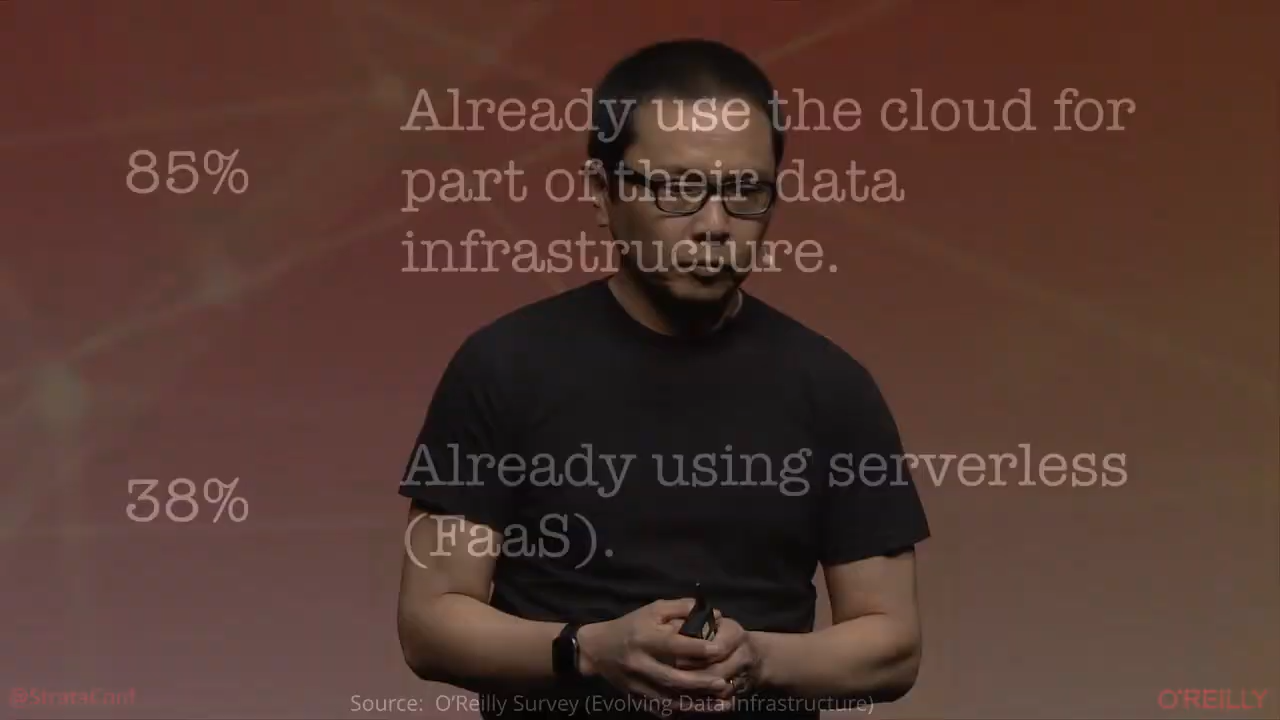 85%
Already use the cloud for
part of their data
infrastructure.
38%
Already using serverless
(FaaS).
@StrataConf
Source: O'Reilly Survey (Evolving Data Infrastructure)
O'REILLY